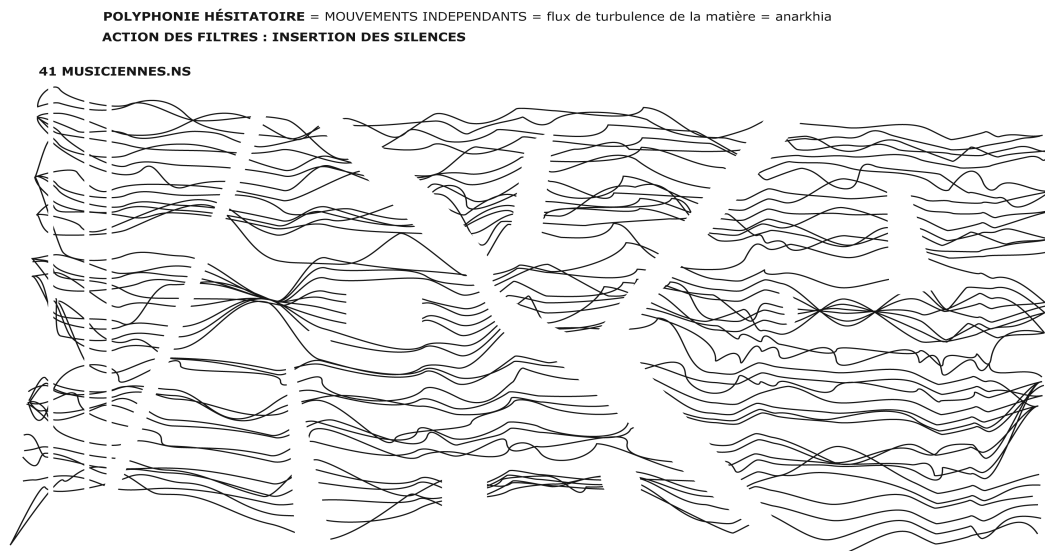 POLYPHONIE HÉSITATOIRE = MOUVEMENTS INDEPENDANTS = flux de turbulence de la matière = anarkhia
ACTION DES FILTRES : INSERTION DES SILENCES
41 MUSICIENNES.NS